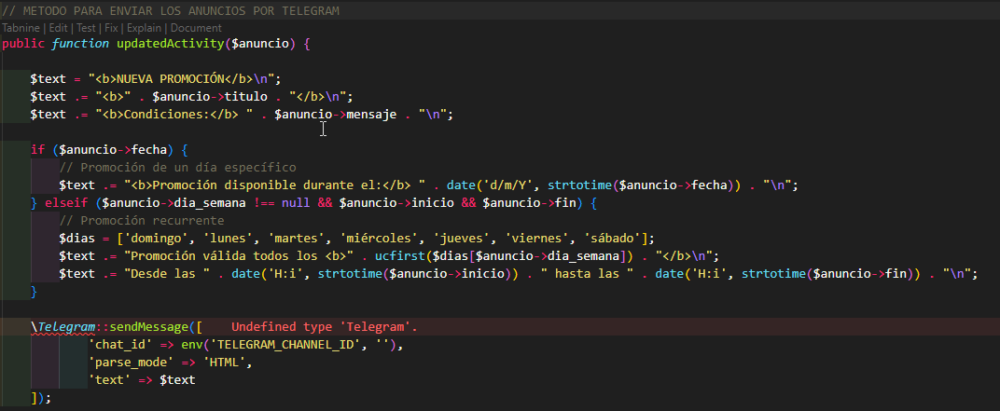 // METODO PARA ENVIAR LOS ANUNCIOS POR TELEGRAM
Tabnine | Edit | Test | Fix | Explain | Document
public function updatedActivity($anuncio) {
$text = "<b>NUEVA PROMOCIÓN</b>\n";
$text .= "<b>" . $anuncio->titulo . "</b>\n";
$text .= "<b>Condiciones:</b> " . $anuncio->mensaje . "\n";
if ($anuncio->fecha) {
// Promoción de un día específico
$text .= "<b>Promoción disponible durante el:</b> " . date('d/m/Y', strtotime($anuncio->fecha)) . "\n";
} elseif ($anuncio->dia_semana !== null && $anuncio->inicio && $anuncio->fin) {
// Promoción recurrente
$dias = ['domingo', 'lunes', 'martes', 'miércoles', 'jueves', 'viernes', 'sábado'];
$text .= "Promoción válida todos los <b>" . ucfirst($dias[$anuncio->dia_semana]) . "</b>\n";
$text .= "Desde las " . date('H:i', strtotime($anuncio->inicio)) . " hasta las " . date('H:i', strtotime($anuncio->fin)) . "\n";
}
\Telegram::sendMessage([ Undefined type 'Telegram'.
'chat_id' => env('TELEGRAM_CHANNEL_ID', ''),
'parse_mode' => 'HTML',
'text' => $text
]);